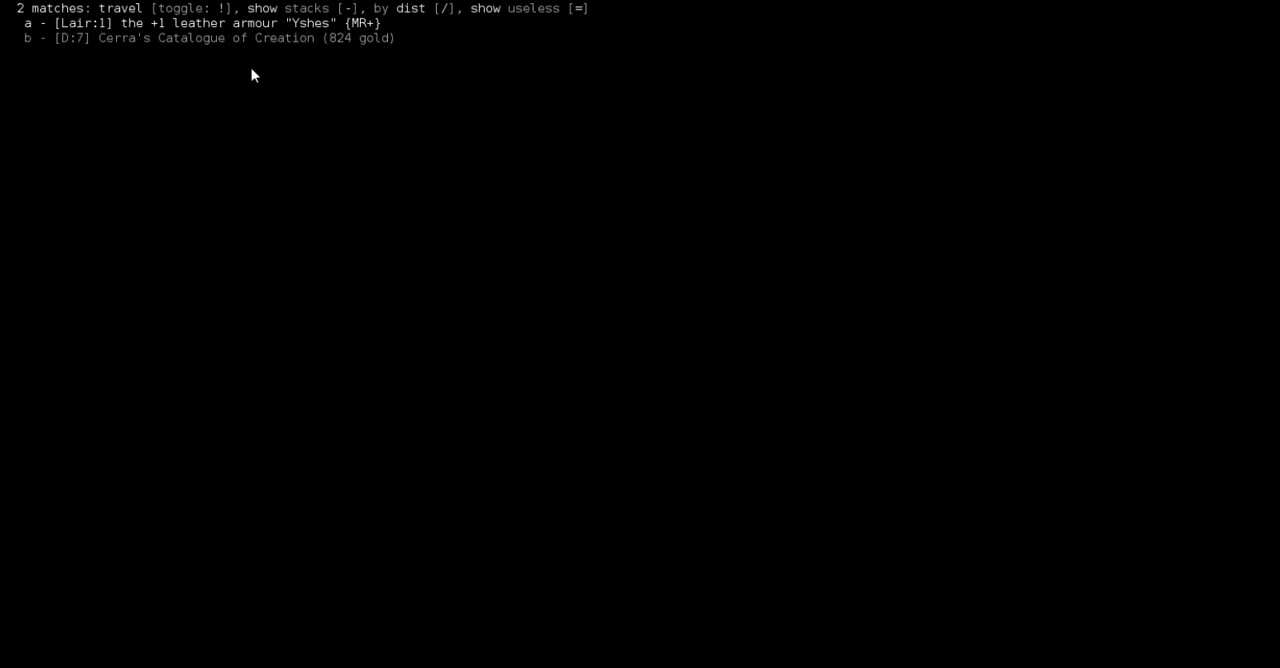 2 matches: travel [toggle: !], show stacks [-], by dist [/], show useless [=]
a - [Lair:1] the +1 leather armour "Yshes" {MR+}
b - [D:7] Cerra's Catalogue of Creation (824 gold)